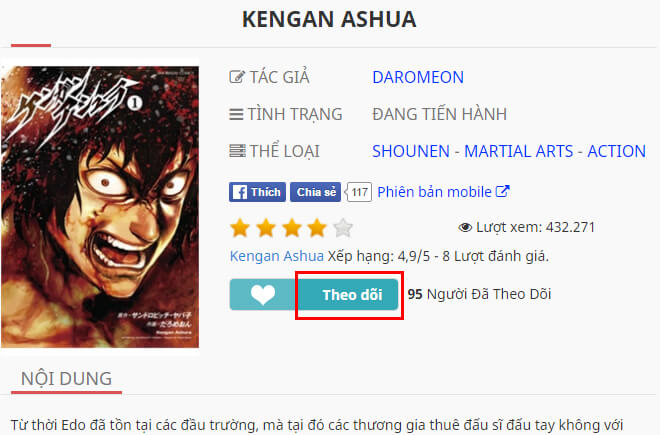 KENGAN ASHUA
TÁC GIẢ DAROMEON
TÌNH TRẠNG ĐANG TIẾN HÀNH
THỂ LOẠI SHOUNEN - MARTIAL ARTS - ACTION
Thích Chia sẻ 117 Phiên bản mobile
Lượt xem: 432.271
Kengan Ashua Xếp hạng: 4,9/5 - 8 Lượt đánh giá.
Theo dõi 95 Người Đã Theo Dõi
ケンガンアシュラ 1
原作・サンドロビッチ・ヤバ子
作画・だろめおん
Kengan Ashura
NỘI DUNG
Từ thời Edo đã tồn tại các đấu trường, mà tại đó các thương gia thuê đấu sĩ đấu tay không với